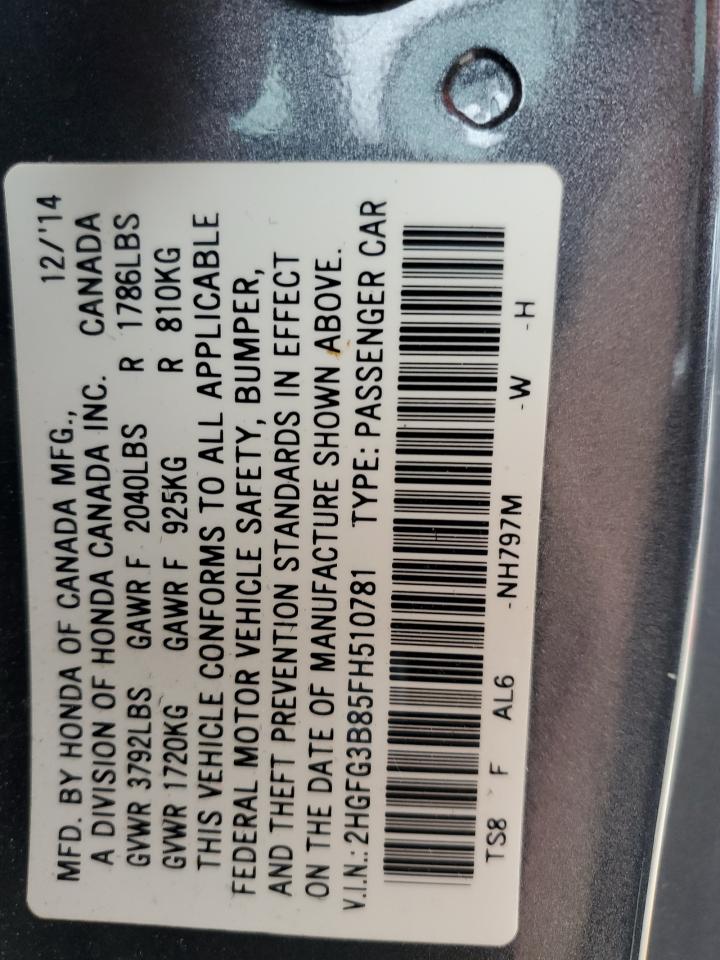 MFD. BY HONDA OF CANADA MFG., 12/'14
A DIVISION OF HONDA CANADA INC. CANADA
GVWR 3792LBS GAWR F 2040LBS R 1786LBS
GVWR 1720KG GAWR F 925KG R 810KG
THIS VEHICLE CONFORMS TO ALL APPLICABLE
FEDERAL MOTOR VEHICLE SAFETY, BUMPER,
AND THEFT PREVENTION STANDARDS IN EFFECT
ON THE DATE OF MANUFACTURE SHOWN ABOVE.
V.I.N.: 2HGFG3B85FH510781 TYPE: PASSENGER CAR
TS8 F AL6 -NH797M -W -H